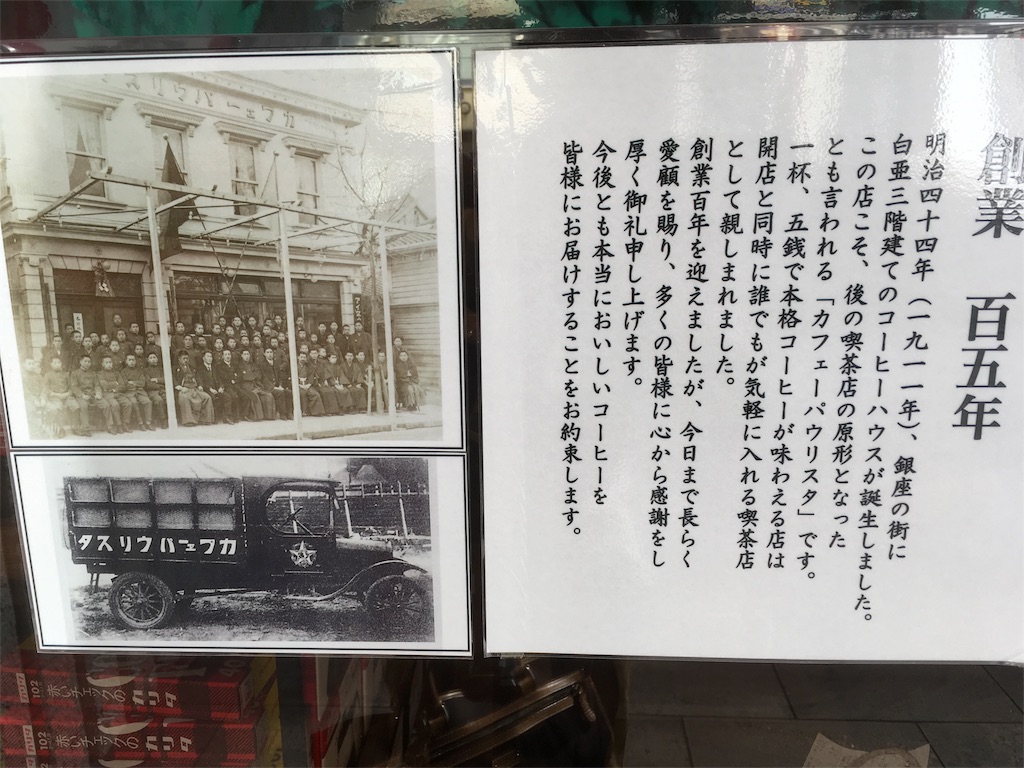 創業 百五年
明治四十四年（一九一一年）、銀座の街に
白亜三階建てのコーヒーハウスが誕生しました。
この店こそ、後の喫茶店の原形となった
とも言われる「カフェーパウリスタ」です。
一杯、五銭で本格コーヒーが味わえる店は
開店と同時に誰でもが気軽に入れる喫茶店
として親しまれました。
創業百年を迎えましたが、今日まで長らく
愛顧を賜り、多くの皆様に心から感謝をし
厚く御礼申し上げます。
今後とも本当においしいコーヒーを
皆様にお届けすることをお約束します。
スタリウパーェフカ
タスリウパーェフカ
102
赤いチェックの
カリタ
102
赤いチェックの
カリタ